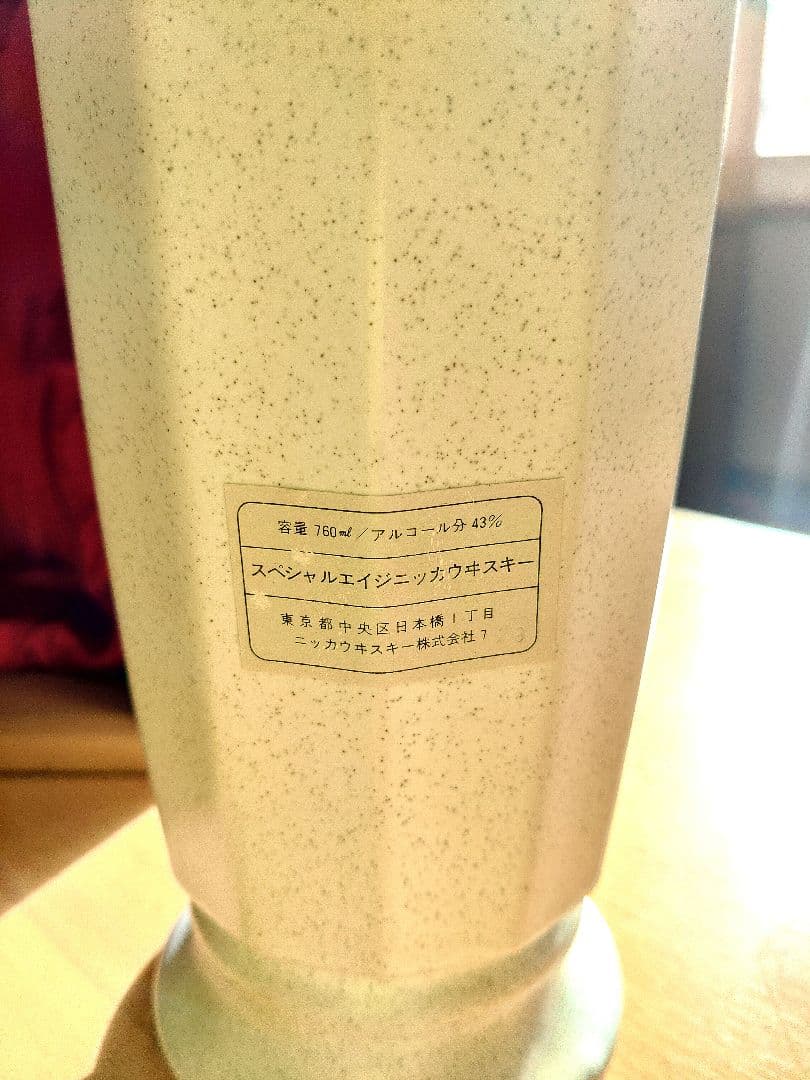 容量 760㎖／アルコール分 43%
スペシャルエイジニッカウヰスキー
東京都中央区日本橋1丁目
ニッカウヰスキー株式会社 7